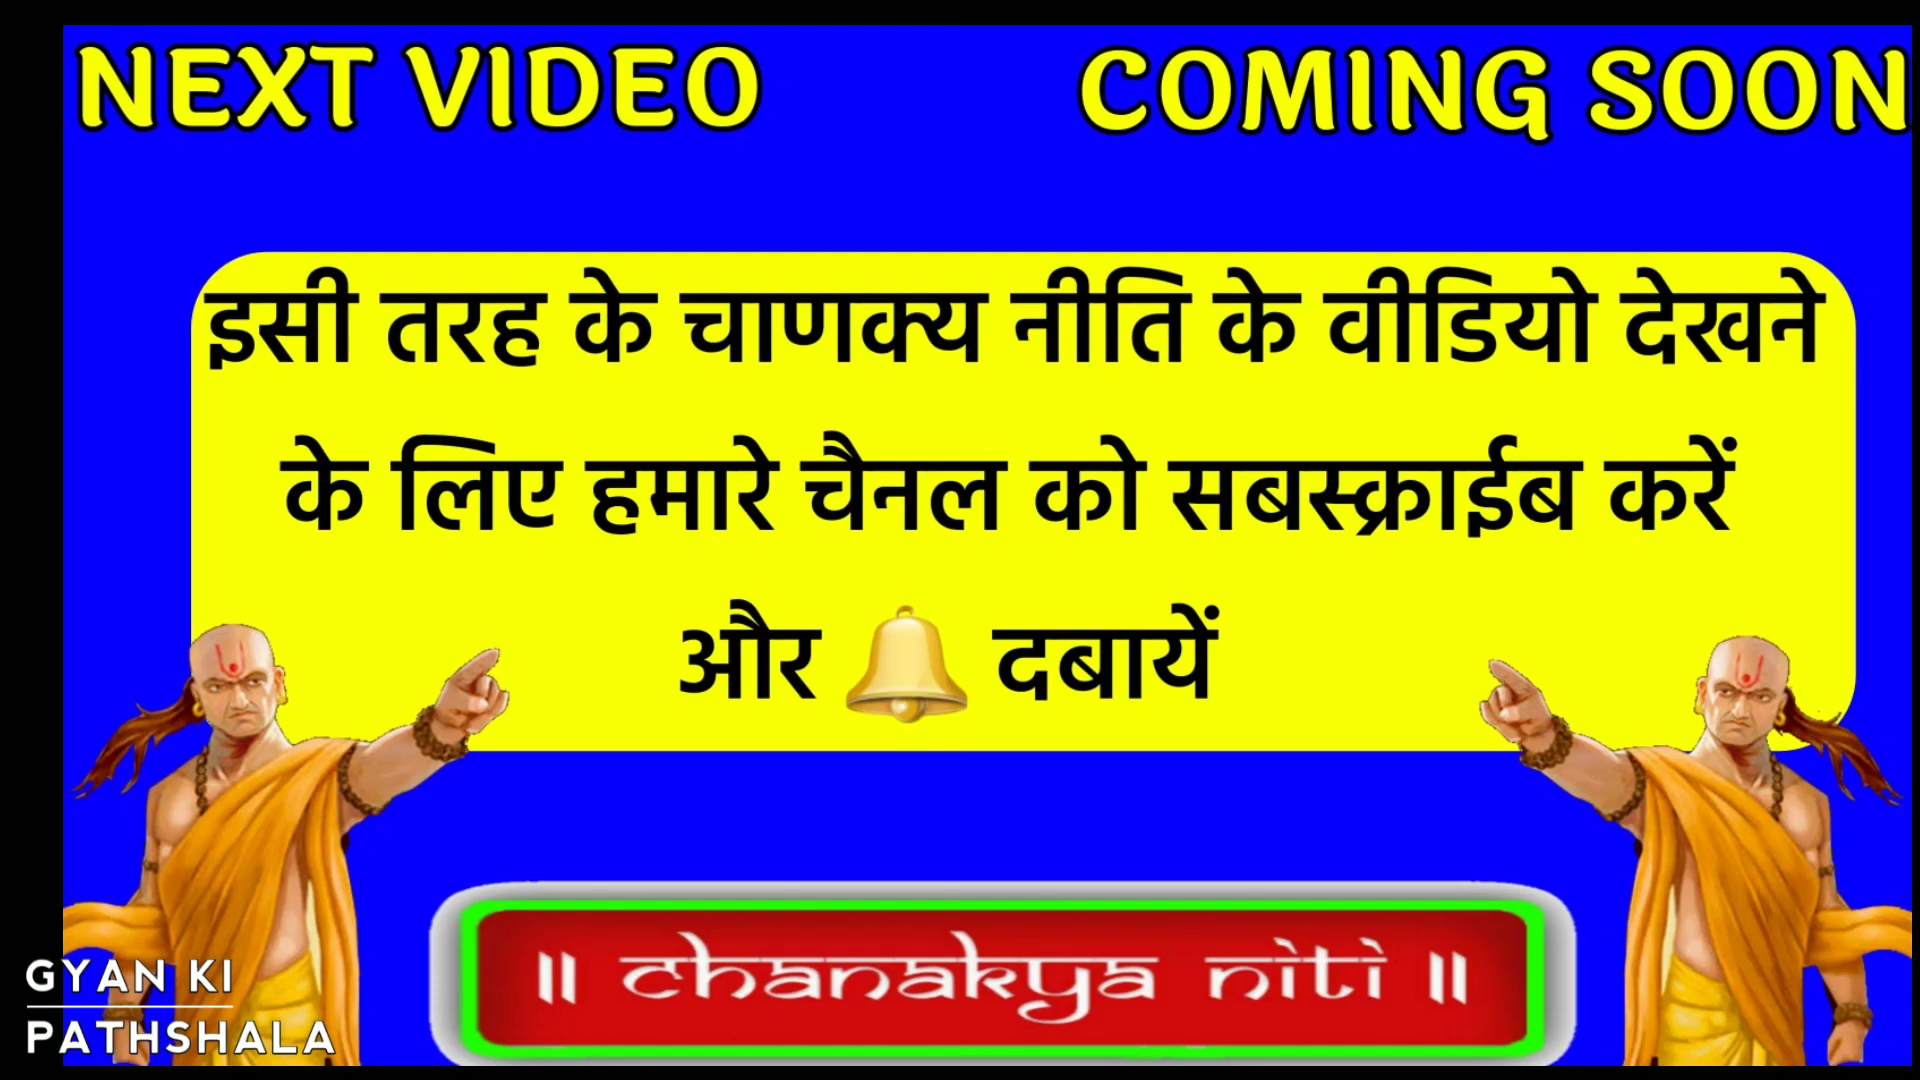 NEXT VIDEO COMING SOON
इसी तरह के चाणक्य नीति के वीडियो देखने
के लिए हमारे चैनल को सबस्क्राईब करें
और 🔔 दबायें
॥ chanakya niti ॥
GYAN KI
PATHSHALA